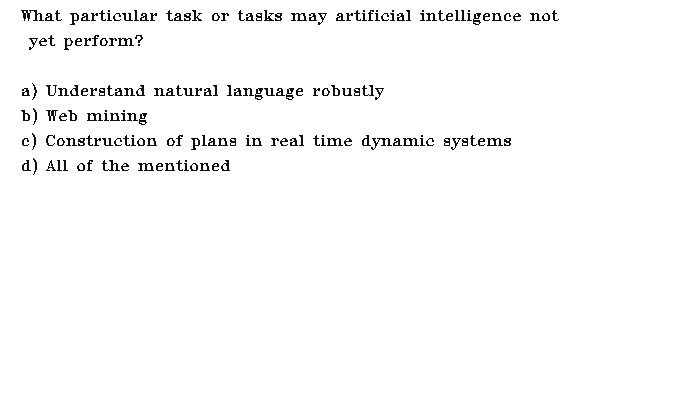 What particular task or tasks may artificial intelligence not
yet perform?
a) Understand natural language robustly
b) Web mining
c) Construction of plans in real time dynamic systems
d) All of the mentioned